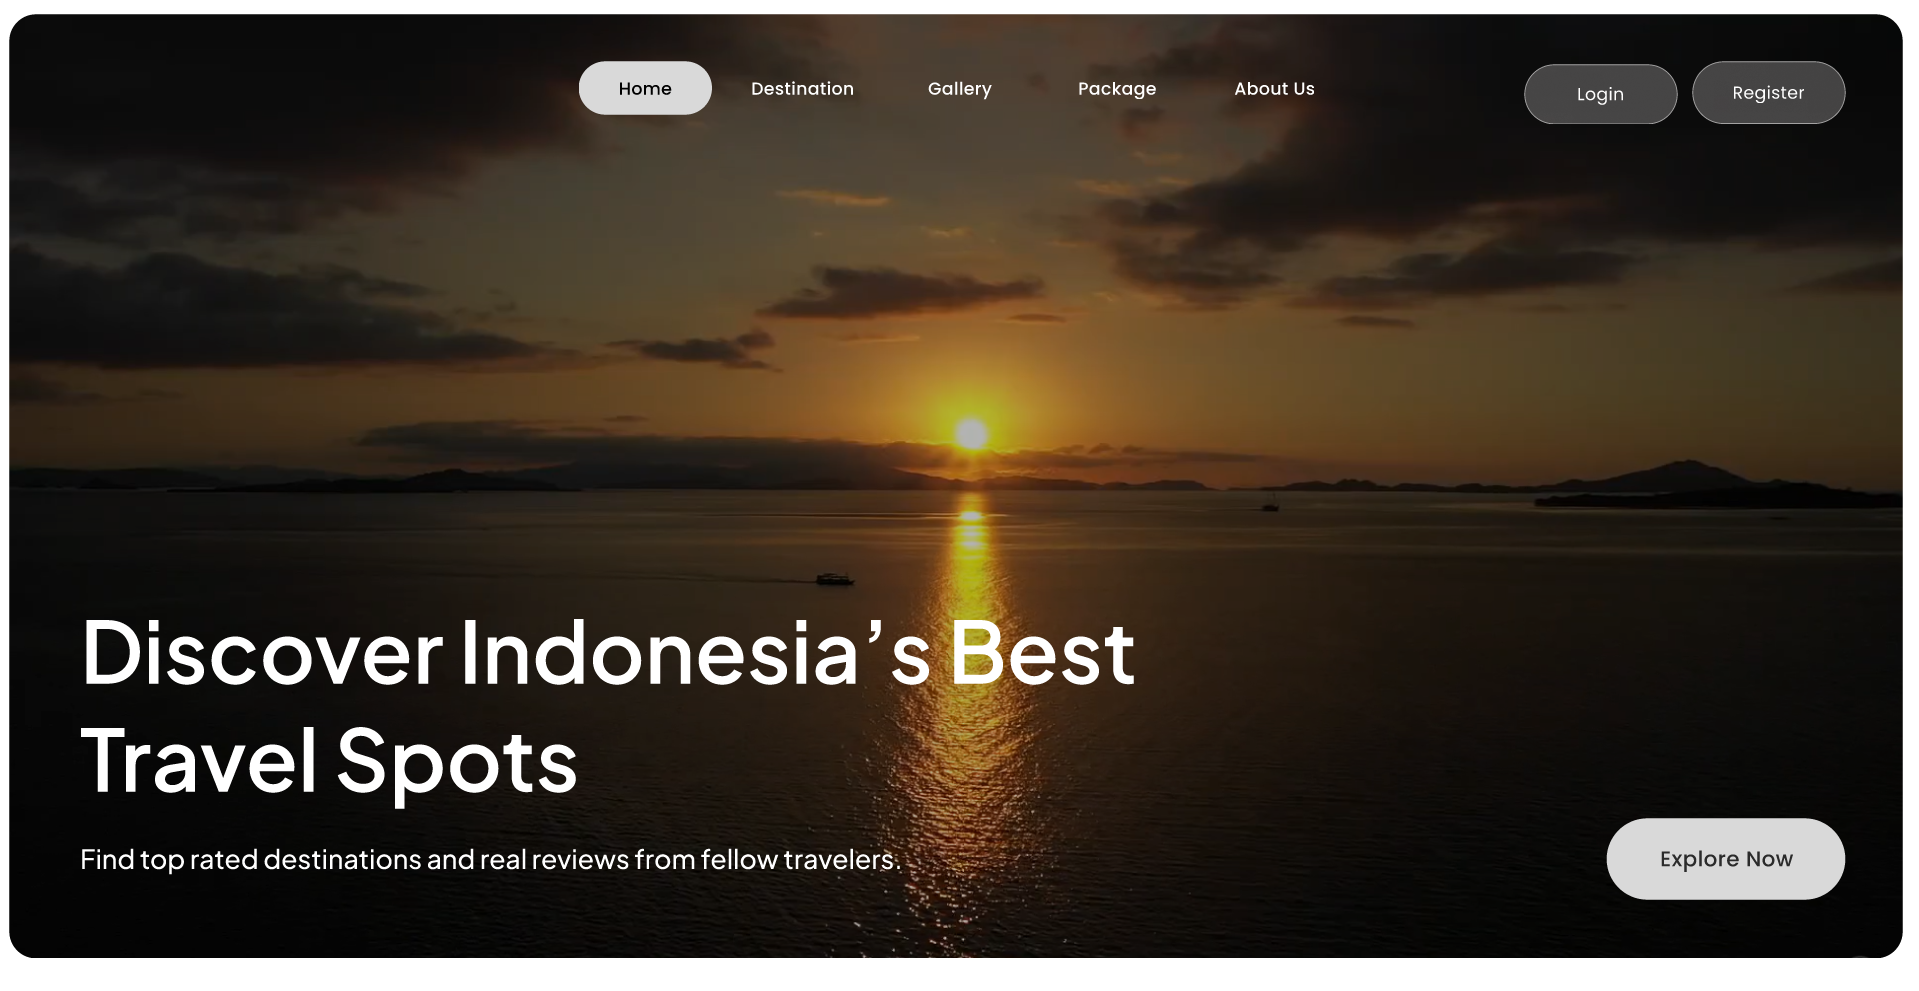 Home Destination Gallery Package About Us Login Register
Discover Indonesia’s Best
Travel Spots
Find top rated destinations and real reviews from fellow travelers.
Explore Now